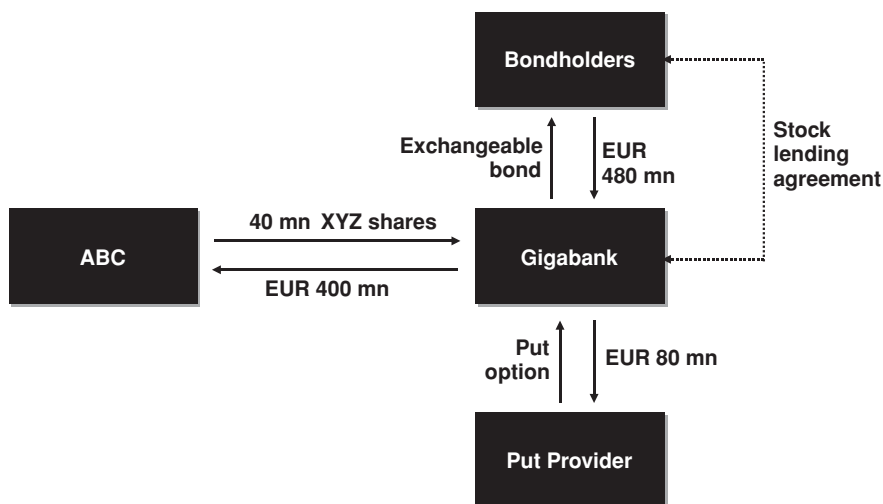 Bondholders
Exchangeable
bond
EUR
480 mn
Stock
lending
agreement
40 mn XYZ shares
ABC
Gigabank
EUR 400 mn
Put
option
EUR 80 mn
Put Provider